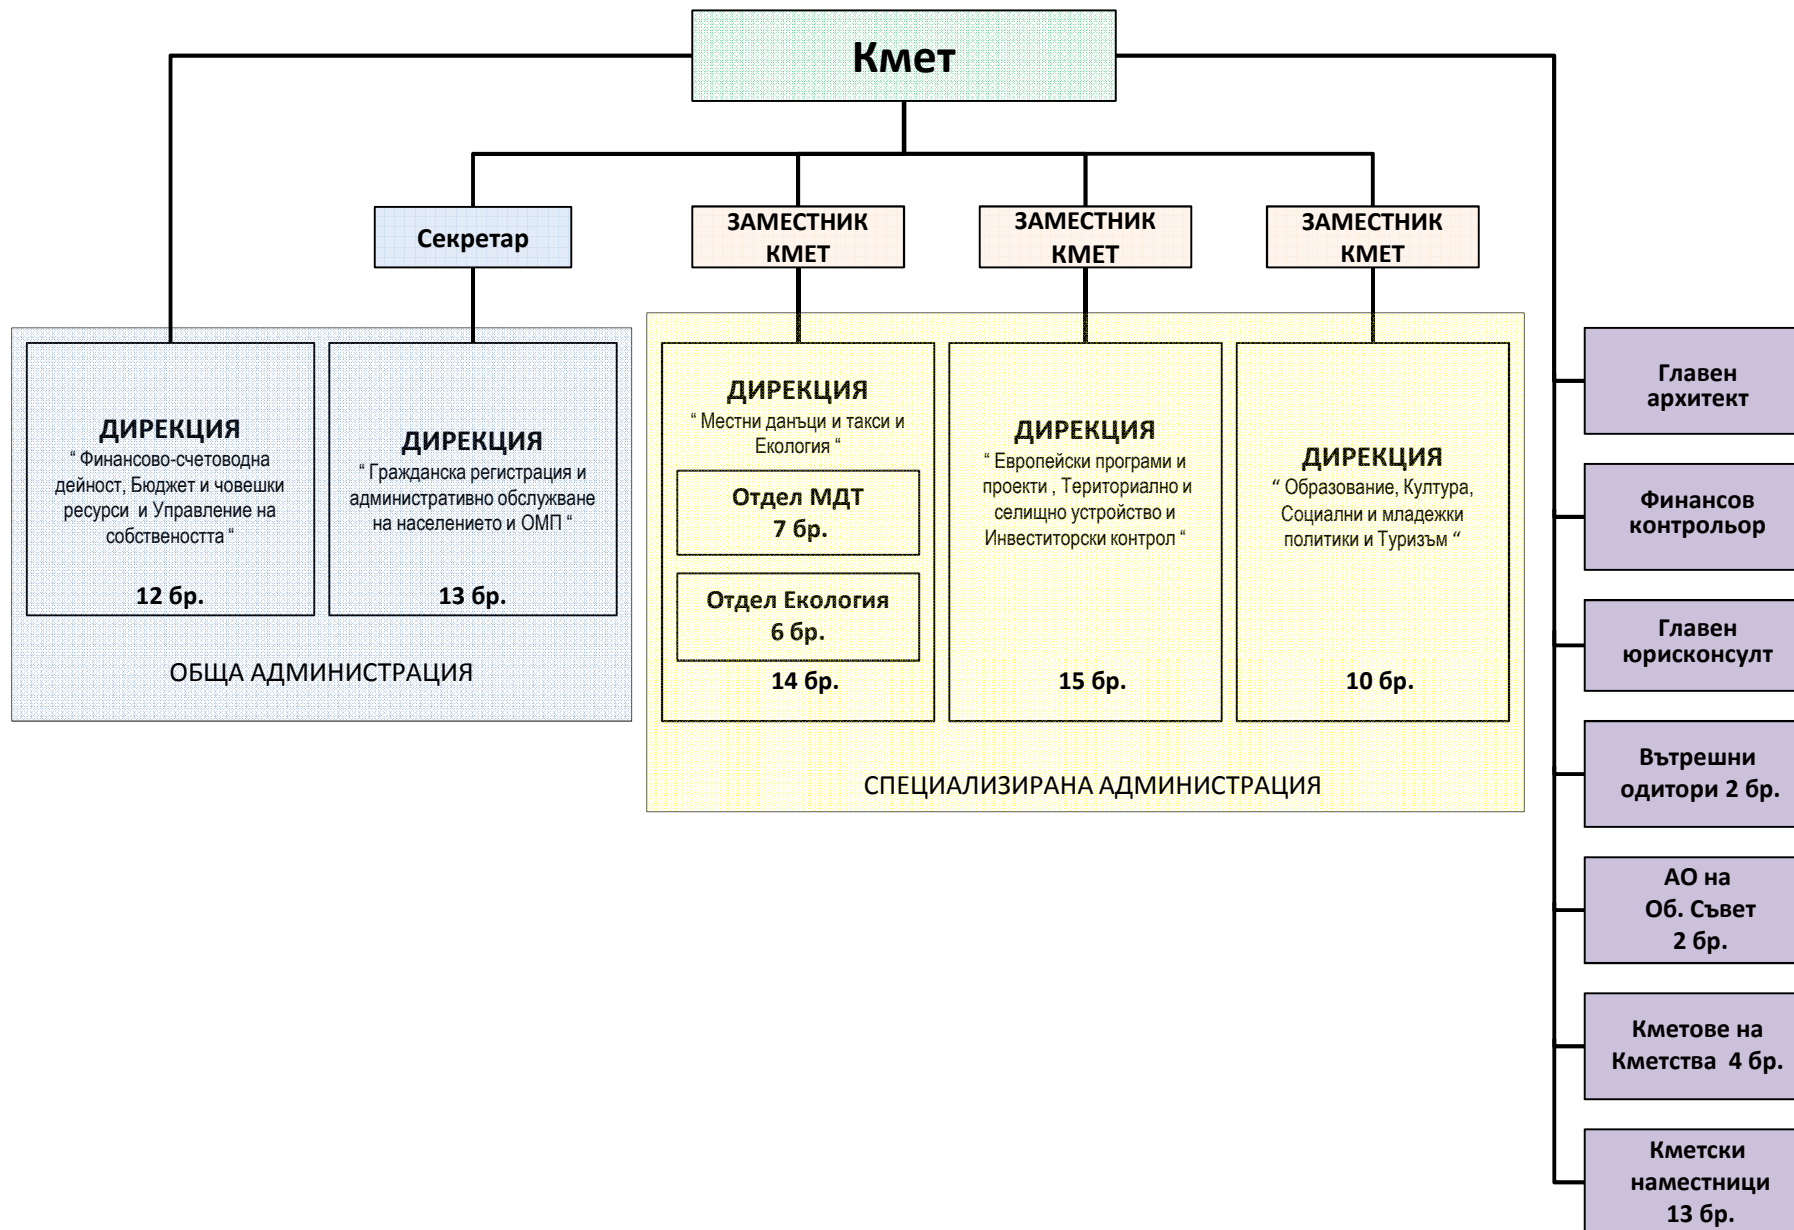 Кмет
Секретар
ЗАМЕСТНИК
КМЕТ
ЗАМЕСТНИК
КМЕТ
ЗАМЕСТНИК
КМЕТ
ДИРЕКЦИЯ
“ Финансово-счетоводна
дейност, Бюджет и човешки
ресурси и Управление на
собствеността “
12 бр.
ДИРЕКЦИЯ
“ Гражданска регистрация и
административно обслужване
на населението и ОМП “
13 бр.
ОБЩА АДМИНИСТРАЦИЯ
ДИРЕКЦИЯ
“ Местни данъци и такси и
Екология “
Отдел МДТ
7 бр.
Отдел Екология
6 бр.
14 бр.
ДИРЕКЦИЯ
“ Европейски програми и
проекти , Териториално и
селищно устройство и
Инвеститорски контрол “
15 бр.
ДИРЕКЦИЯ
“ Образование, Култура,
Социални и младежки
политики и Туризъм “
10 бр.
СПЕЦИАЛИЗИРАНА АДМИНИСТРАЦИЯ
Главен
архитект
Финансов
контрольор
Главен
юрисконсулт
Вътрешни
одитори 2 бр.
АО на
Об. Съвет
2 бр.
Кметове на
Кметства 4 бр.
Кметски
наместници
13 бр.